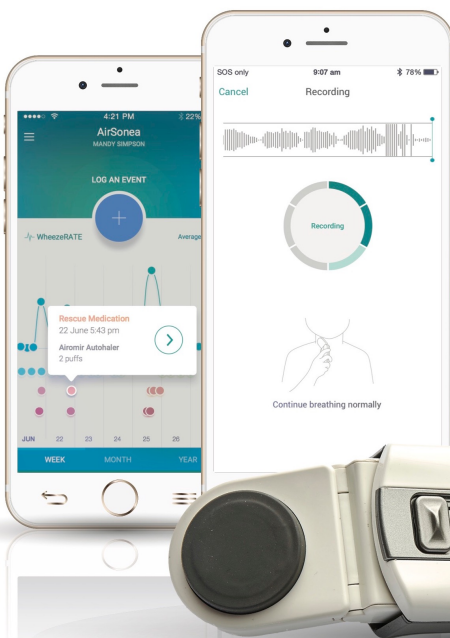 4:21 PM
22%
AirSonea
MANDY SIMPSON
LOG AN EVENT
WheezeRATE
Average
Rescue Medication
22 June 5:43 pm
Airomir Autohaler
2 puffs
JUN 22 23 24 25 26
WEEK MONTH YEAR
SOS only 9:07 am 78%
Cancel Recording
Recording
Continue breathing normally